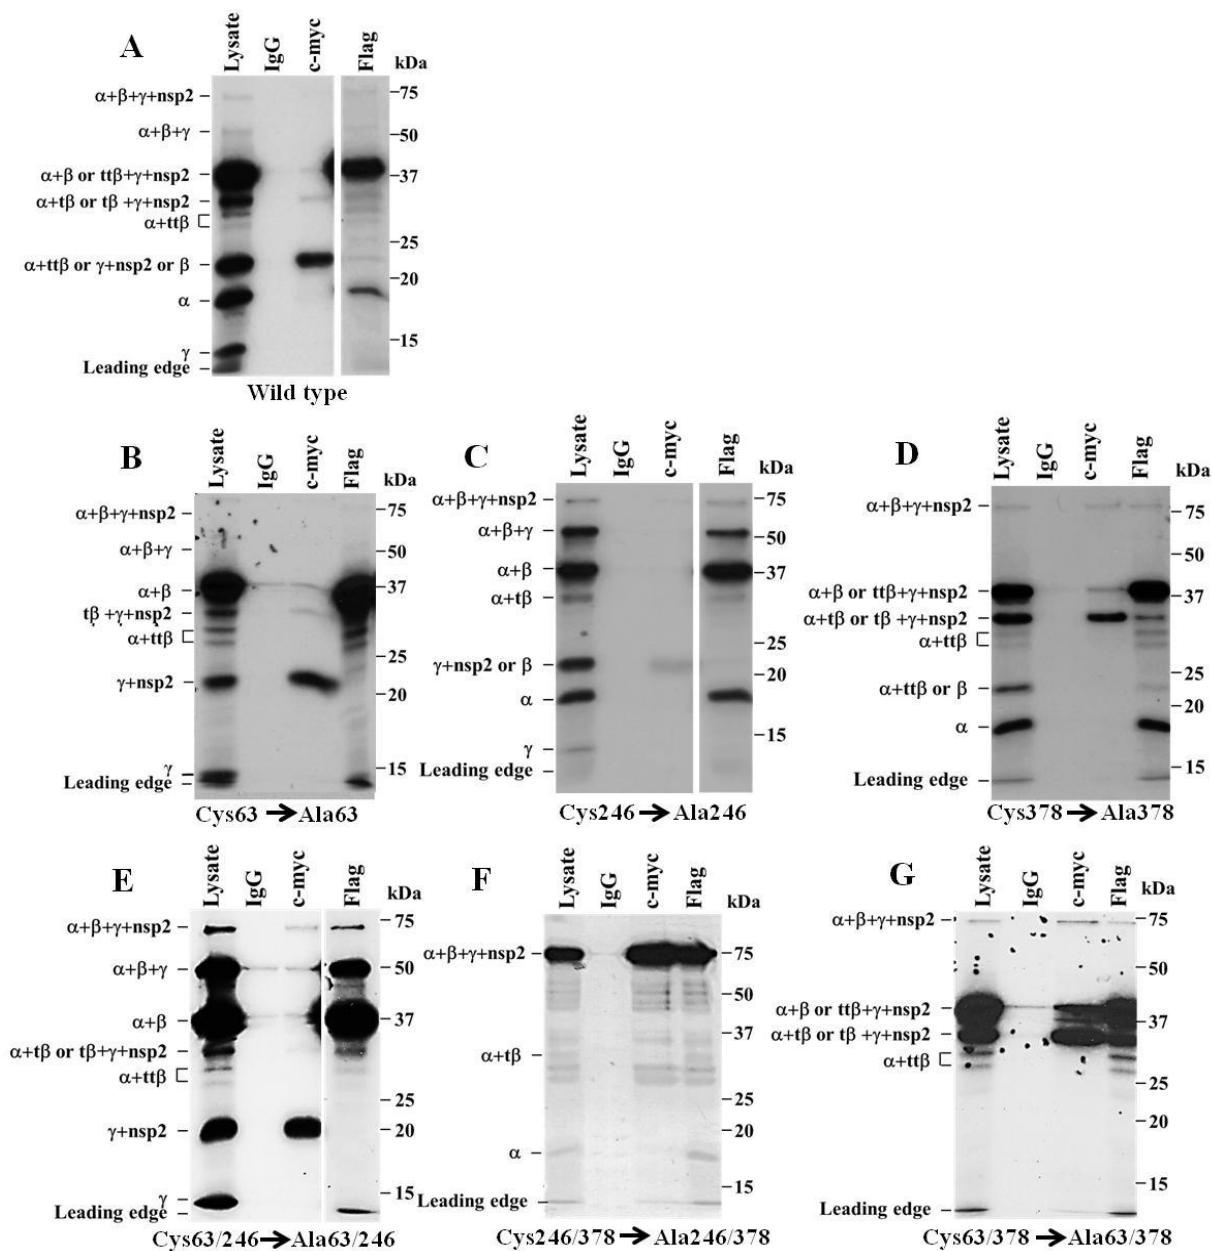 A
Lysate
IgG
c-myc
Flag
kDa
α+β+γ+nsp2
α+β+γ
α+β or ttβ+γ+nsp2
α+tβ or tβ +γ+nsp2
α+ttβ
α+ttβ or γ+nsp2 or β
α
γ
Leading edge
75
50
37
25
20
15
Wild type
B
Lysate
IgG
c-myc
Flag
kDa
α+β+γ+nsp2
α+β+γ
α+β
tβ +γ+nsp2
α+ttβ
γ+nsp2
γ
Leading edge
75
50
37
25
20
15
Cys63 → Ala63
C
Lysate
IgG
c-myc
Flag
kDa
α+β+γ+nsp2
α+β+γ
α+β
α+tβ
γ+nsp2 or β
α
γ
Leading edge
75
50
37
25
20
15
Cys246 → Ala246
D
Lysate
IgG
c-myc
Flag
kDa
α+β+γ+nsp2
α+β or ttβ+γ+nsp2
α+tβ or tβ +γ+nsp2
α+ttβ
α+ttβ or β
α
Leading edge
75
50
37
25
20
15
Cys378 → Ala378
E
Lysate
IgG
c-myc
Flag
kDa
α+β+γ+nsp2
α+β+γ
α+β
α+tβ or tβ+γ+nsp2
α+ttβ
γ+nsp2
γ
Leading edge
75
50
37
25
20
15
Cys63/246 → Ala63/246
F
Lysate
IgG
c-myc
Flag
kDa
α+β+γ+nsp2
α+tβ
α
Leading edge
75
50
37
25
20
15
Cys246/378 → Ala246/378
G
Lysate
IgG
c-myc
Flag
kDa
α+β+γ+nsp2
α+β or ttβ+γ+nsp2
α+tβ or tβ +γ+nsp2
α+ttβ
Leading edge
75
50
37
25
20
15
Cys63/378 → Ala63/378